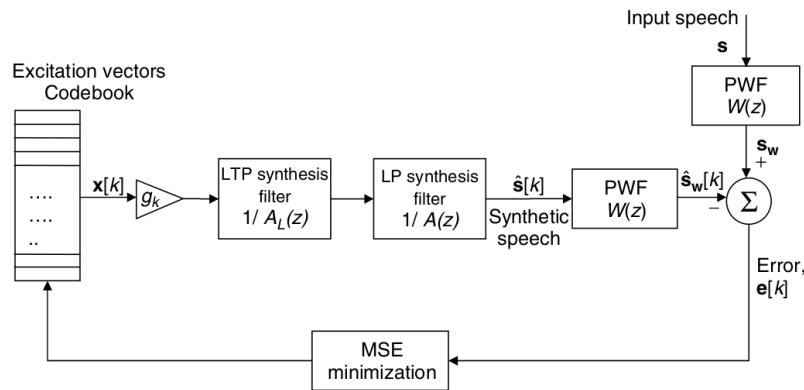 Input speech
s
Excitation vectors
Codebook
PWF
W(z)
s_w
+
x[k]
g_k
LTP synthesis
filter
1/ A_L(z)
LP synthesis
filter
1/ A(z)
ŝ[k]
Synthetic
speech
PWF
W(z)
ŝ_w[k]
−
Σ
....
....
..
Error,
e[k]
MSE
minimization